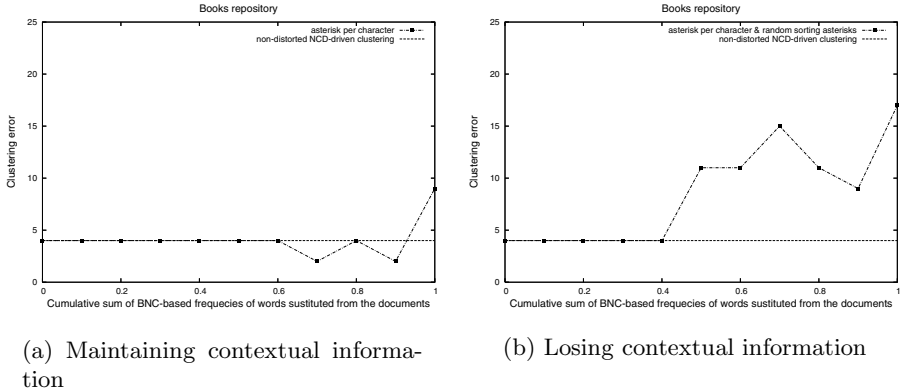 Books repository
asterisk per character
non-distorted NCD-driven clustering
25
20
15
10
5
0
Clustering error
0
0.2
0.4
0.6
0.8
1
Cumulative sum of BNC-based frequecies of words sustituted from the documents
(a) Maintaining contextual informa-
tion
Books repository
asterisk per character & random sorting asterisks
non-distorted NCD-driven clustering
25
20
15
10
5
0
Clustering error
0
0.2
0.4
0.6
0.8
1
Cumulative sum of BNC-based frequecies of words sustituted from the documents
(b) Losing contextual information